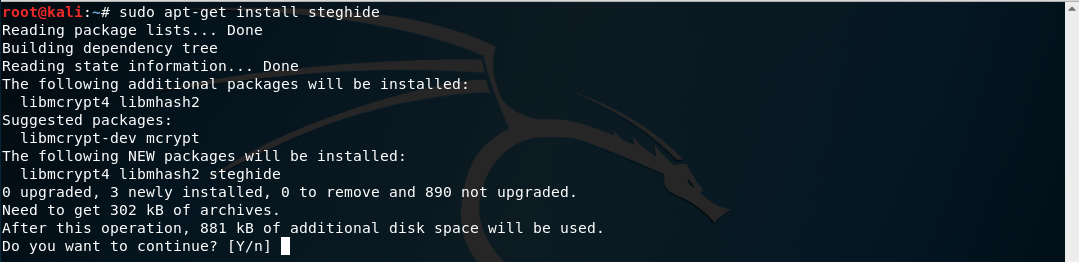 root@kali:~# sudo apt-get install steghide
Reading package lists... Done
Building dependency tree
Reading state information... Done
The following additional packages will be installed:
  libmcrypt4 libmhash2
Suggested packages:
  libmcrypt-dev mcrypt
The following NEW packages will be installed:
  libmcrypt4 libmhash2 steghide
0 upgraded, 3 newly installed, 0 to remove and 890 not upgraded.
Need to get 302 kB of archives.
After this operation, 881 kB of additional disk space will be used.
Do you want to continue? [Y/n]